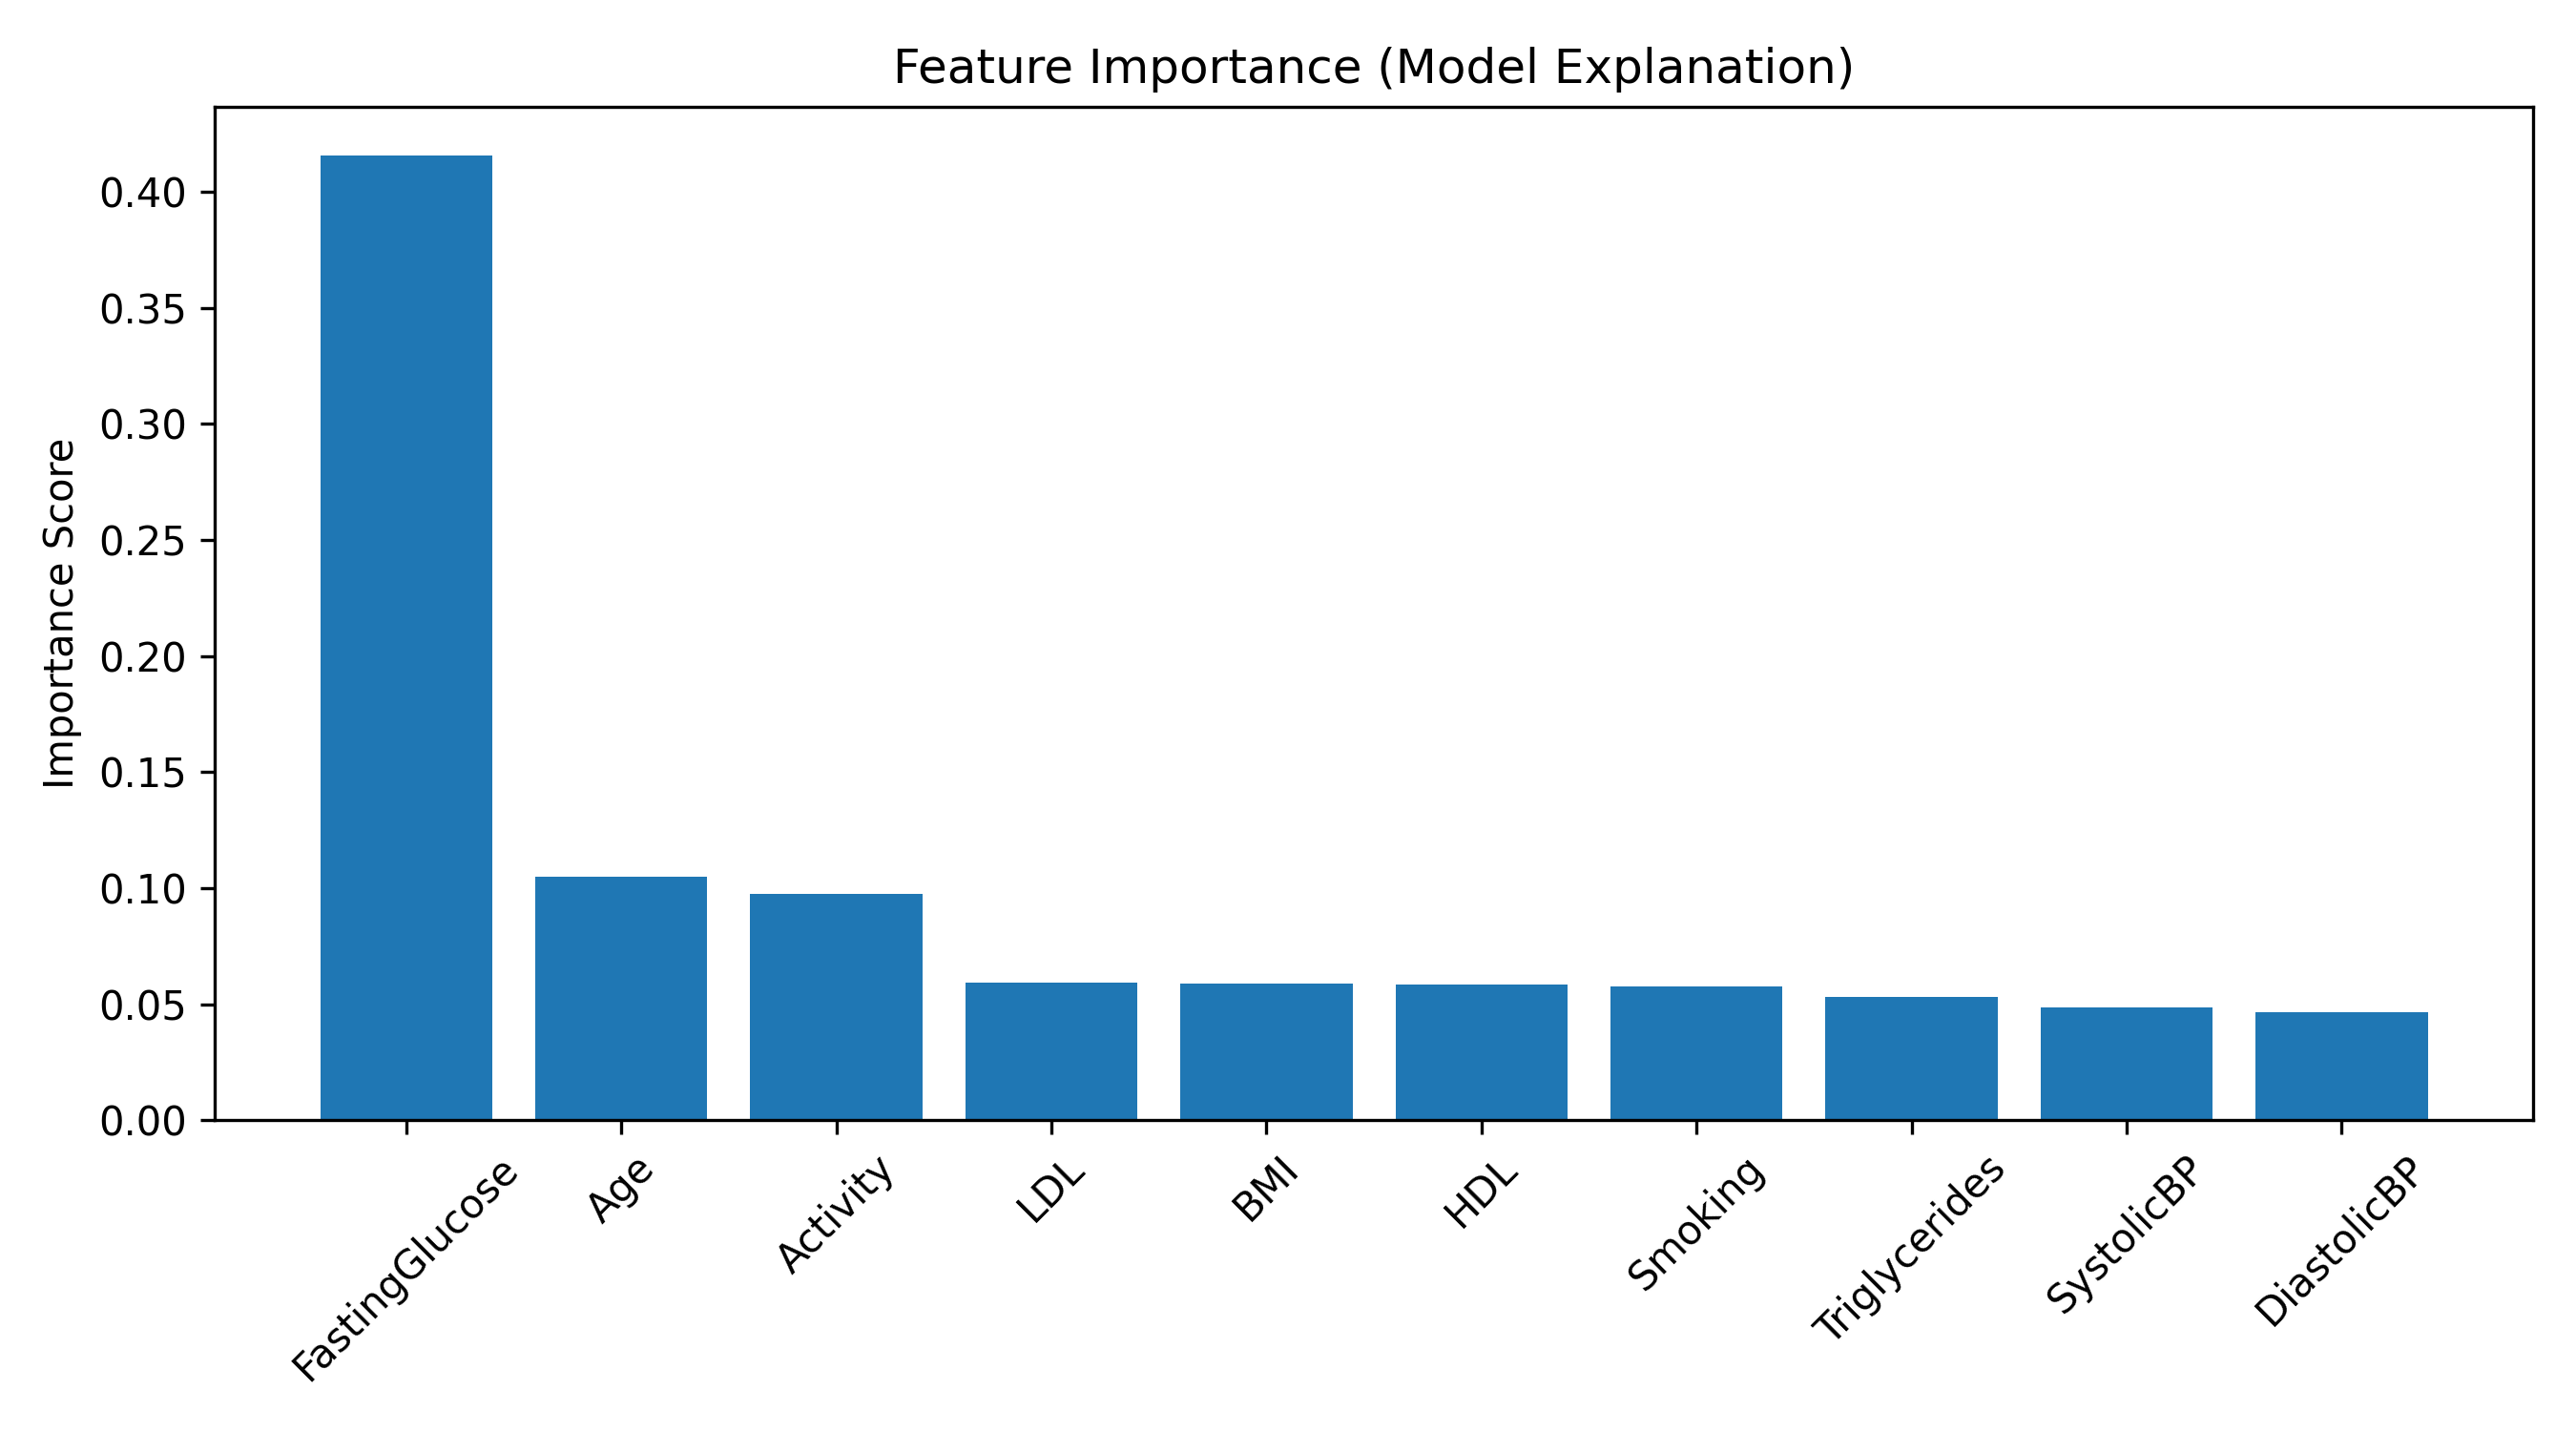 Feature Importance (Model Explanation)
Importance Score
0.40
0.35
0.30
0.25
0.20
0.15
0.10
0.05
0.00
FastingGlucose
Age
Activity
LDL
BMI
HDL
Smoking
Triglycerides
SystolicBP
DiastolicBP